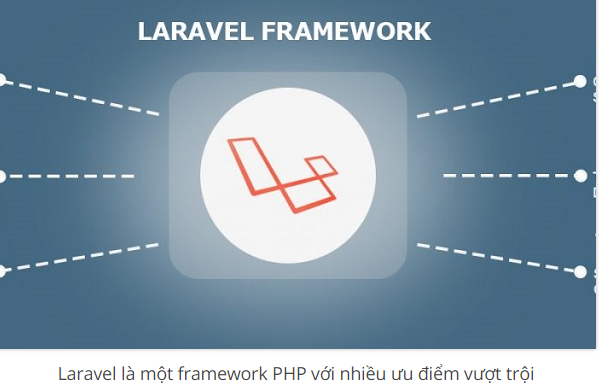 LARAVEL FRAMEWORK
Laravel là một framework PHP với nhiều ưu điểm vượt trội